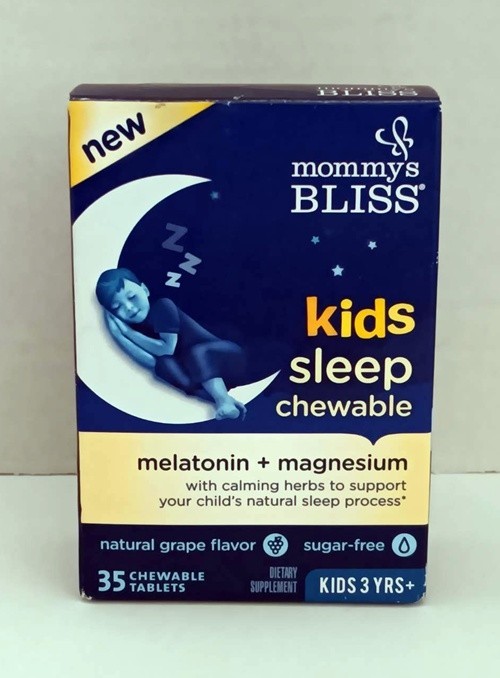 new
mommy's
BLISS®
z
z
z
kids
sleep
chewable
melatonin + magnesium
with calming herbs to support
your child's natural sleep process*
natural grape flavor
sugar-free
35 CHEWABLE
TABLETS
DIETARY
SUPPLEMENT
KIDS 3 YRS+